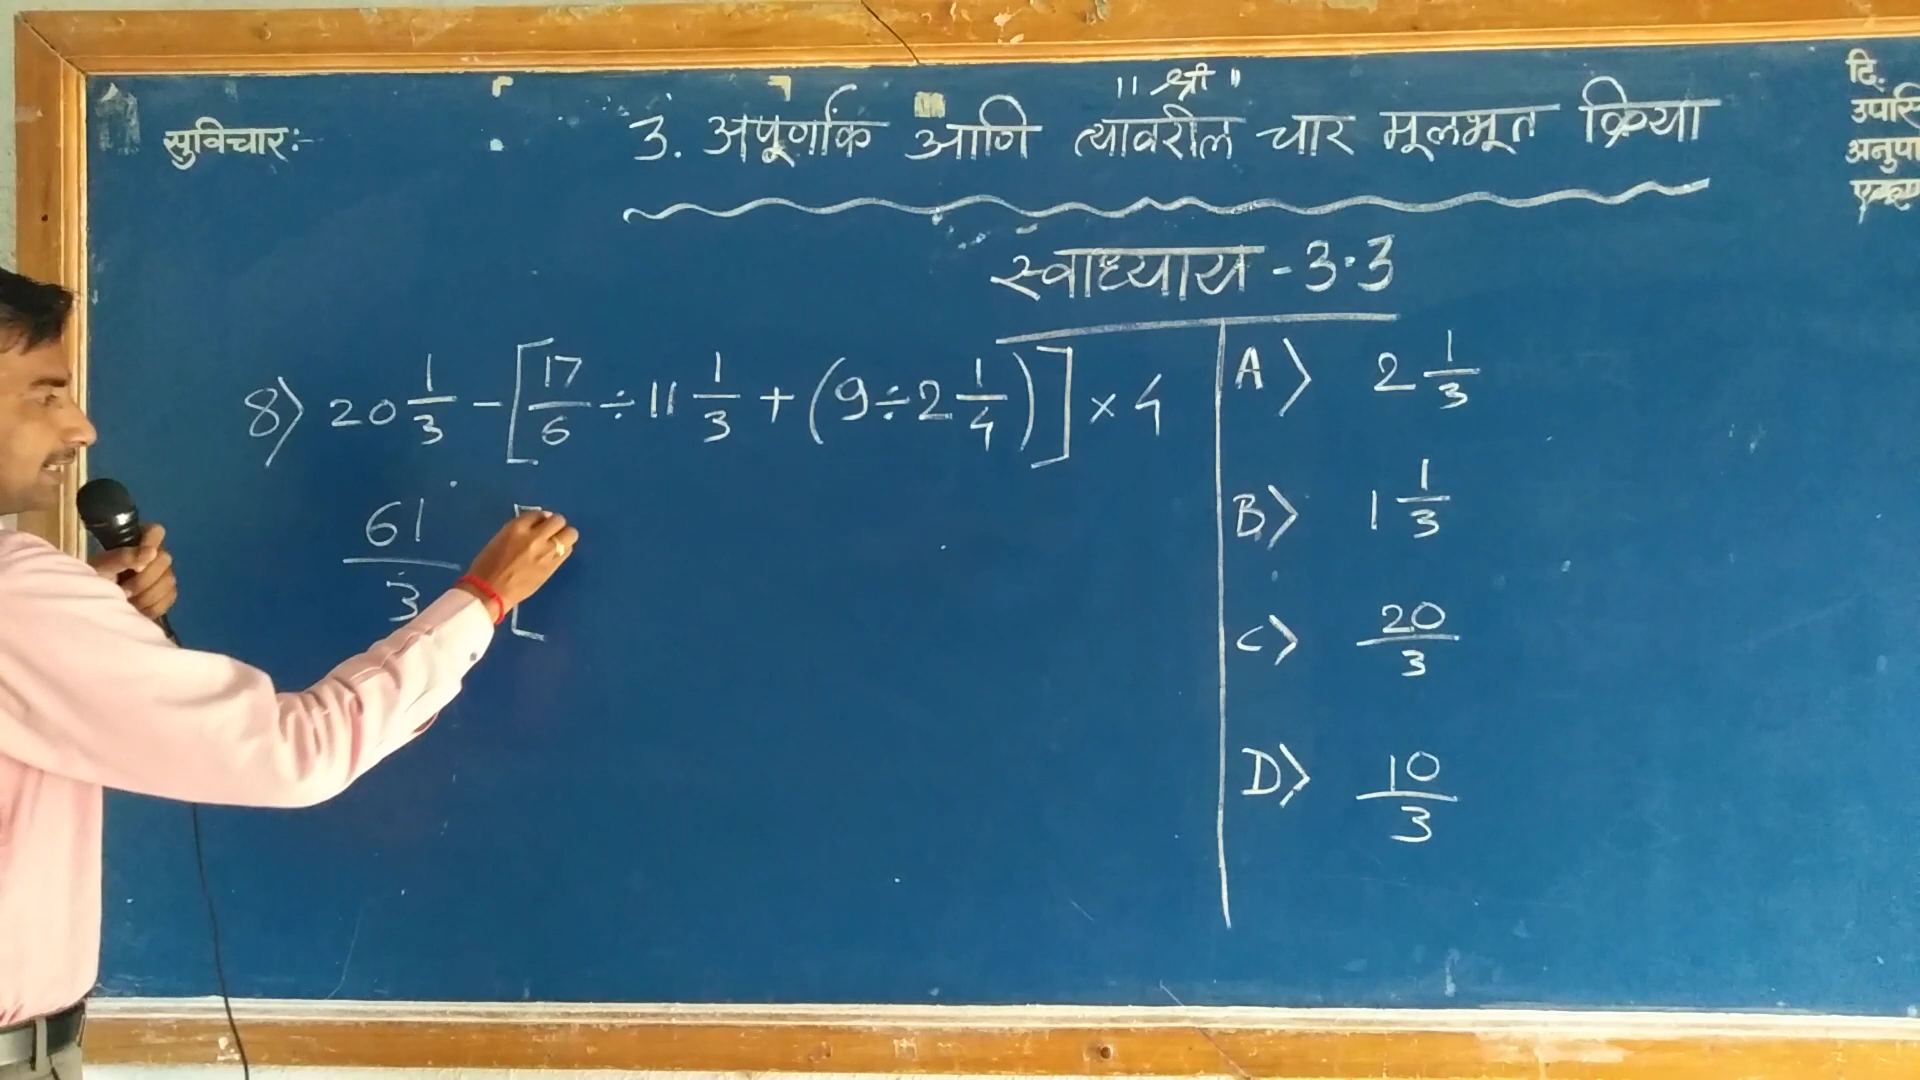 ॥ श्री ॥
सुविचार:-
3. अपूर्णांक आणि त्यावरील चार मूलभूत क्रिया
दि.
स्वाध्याय - 3.3
8) 20 1/3 - [17/6 ÷ 11 1/3 + (9 ÷ 2 1/4)] × 4
61/3 [
A) 2 1/3
B) 1 1/3
C) 20/3
D) 10/3